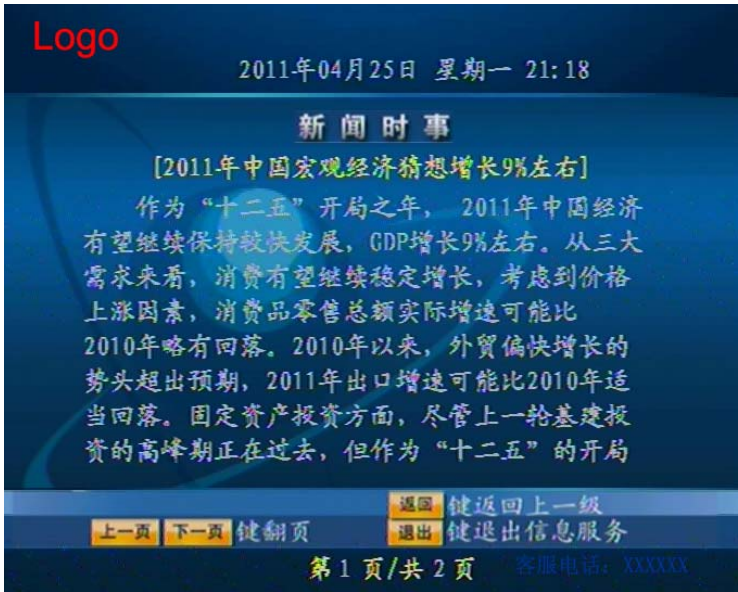 Logo
2011年04月25日 星期一 21:18
新闻时事
[2011年中国宏观经济猜想增长9%左右]
作为“十二五”开局之年， 2011年中国经济
有望继续保持较快发展，GDP增长9%左右。从三大
需求来看，消费有望继续稳定增长，考虑到价格
上涨因素，消费品零售总额实际增速可能比
2010年略有回落。2010年以来，外贸偏快增长的
势头超出预期，2011年出口增速可能比2010年适
当回落。固定资产投资方面，尽管上一轮基建投
资的高峰期正在过去，但作为“十二五”的开局
返回 键返回上一级
上一页 下一页 键翻页 退出 键退出信息服务
第1页/共2页 客服电话：XXXXXX